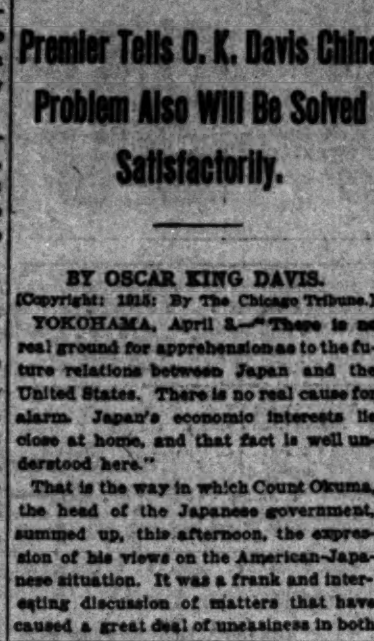 Premier Tells O. K. Davis China
Problem Also Will Be Solved
Satisfactorily.
BY OSCAR KING DAVIS.
[Copyright: 1915: By The Chicago Tribune.]
YOKOHAMA, April 3.—"There is no
real ground for apprehension as to the fu-
ture relations between Japan and the
United States. There is no real cause for
alarm. Japan's economic interests lie
close at home, and that fact is well un-
derstood here."
That is the way in which Count Okuma,
the head of the Japanese government,
summed up, this afternoon, the expres-
sion of his views on the American-Japa-
nese situation. It was a frank and inter-
esting discussion of matters that have
caused a great deal of uneasiness in both